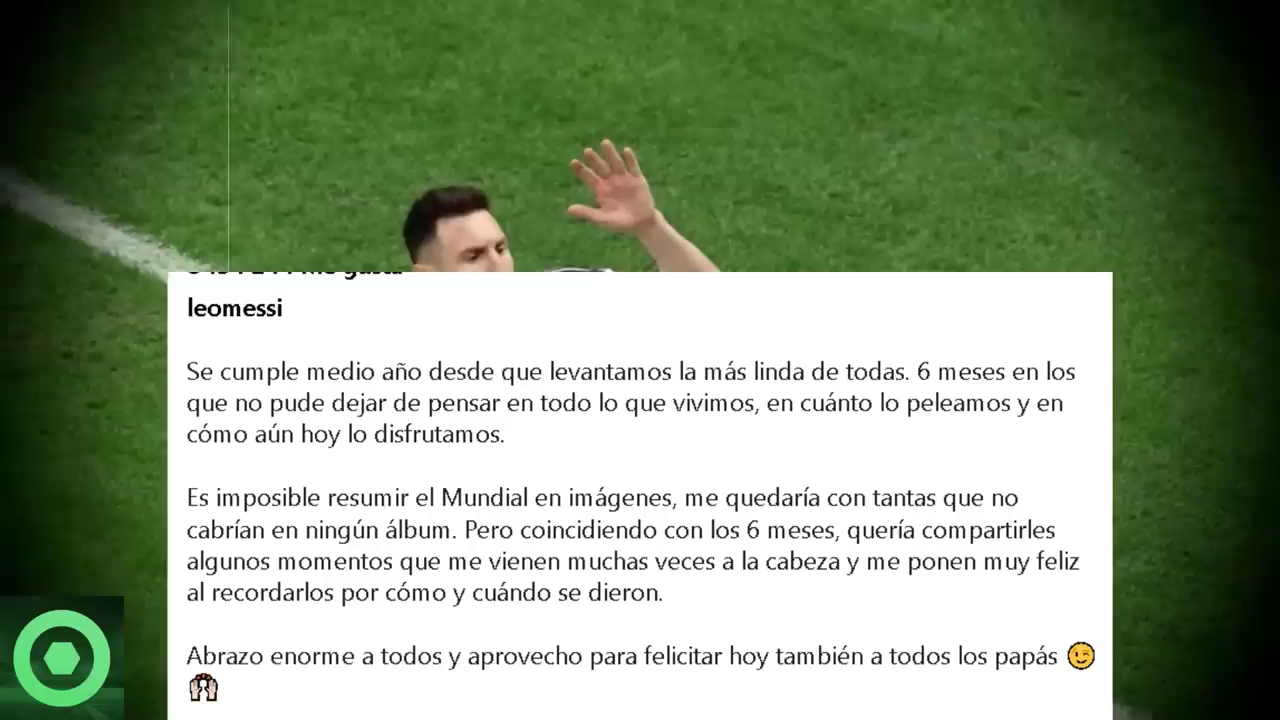 leomessi
Se cumple medio año desde que levantamos la más linda de todas. 6 meses en los
que no pude dejar de pensar en todo lo que vivimos, en cuánto lo peleamos y en
cómo aún hoy lo disfrutamos.
Es imposible resumir el Mundial en imágenes, me quedaría con tantas que no
cabrían en ningún álbum. Pero coincidiendo con los 6 meses, quería compartirles
algunos momentos que me vienen muchas veces a la cabeza y me ponen muy feliz
al recordarlos por cómo y cuándo se dieron.
Abrazo enorme a todos y aprovecho para felicitar hoy también a todos los papás 😉
🙌